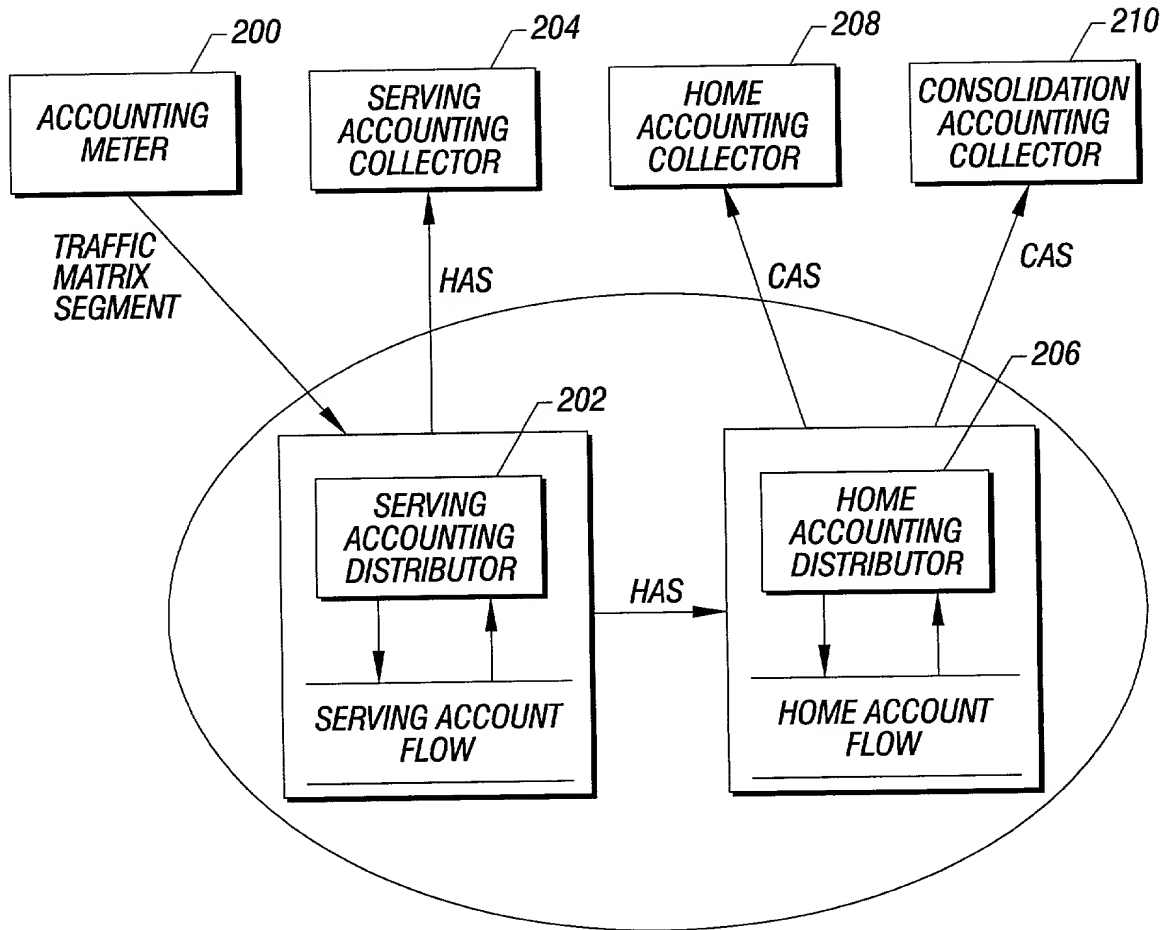 200
204
208
210
ACCOUNTING
METER
SERVING
ACCOUNTING
COLLECTOR
HOME
ACCOUNTING
COLLECTOR
CONSOLIDATION
ACCOUNTING
COLLECTOR
TRAFFIC
MATRIX
SEGMENT
HAS
CAS
CAS
202
206
SERVING
ACCOUNTING
DISTRIBUTOR
HOME
ACCOUNTING
DISTRIBUTOR
HAS
SERVING ACCOUNT
FLOW
HOME ACCOUNT
FLOW